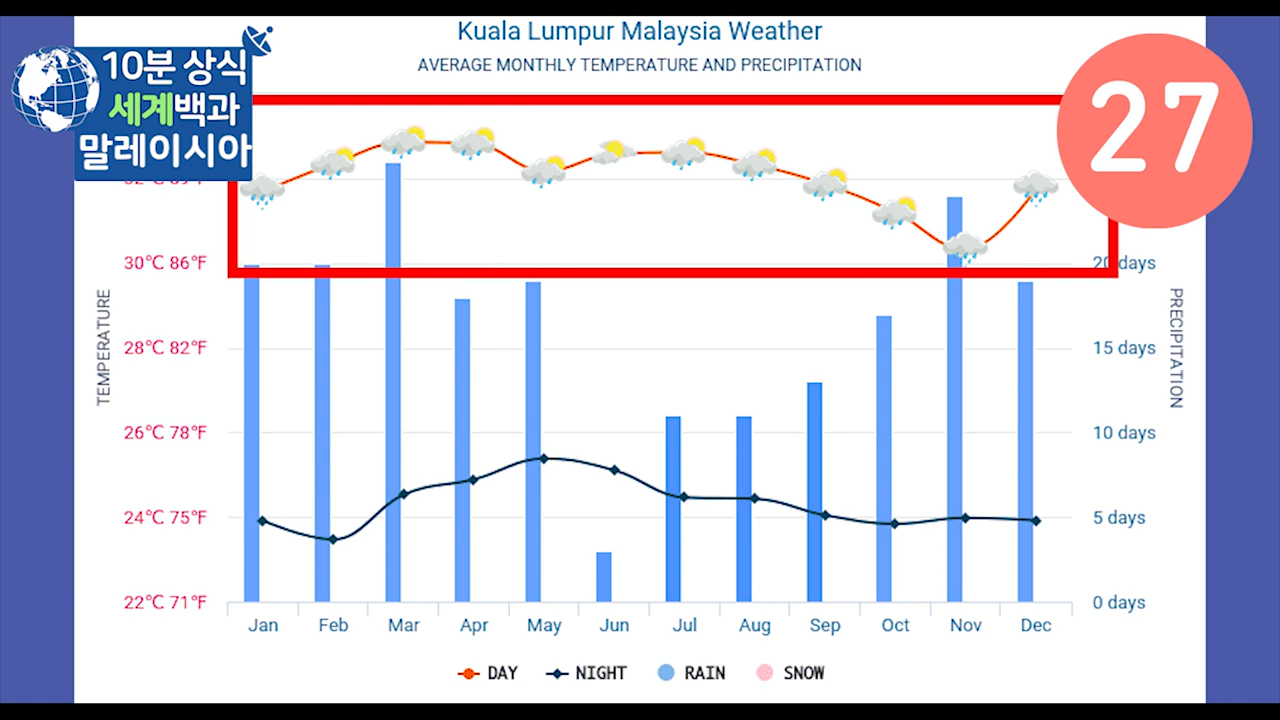 Kuala Lumpur Malaysia Weather
AVERAGE MONTHLY TEMPERATURE AND PRECIPITATION
10분 상식
세계백과
말레이시아
27
30℃ 86℉
28℃ 82℉
26℃ 78℉
24℃ 75℉
22℃ 71℉
TEMPERATURE
20 days
15 days
10 days
5 days
0 days
PRECIPITATION
Jan Feb Mar Apr May Jun Jul Aug Sep Oct Nov Dec
DAY NIGHT RAIN SNOW